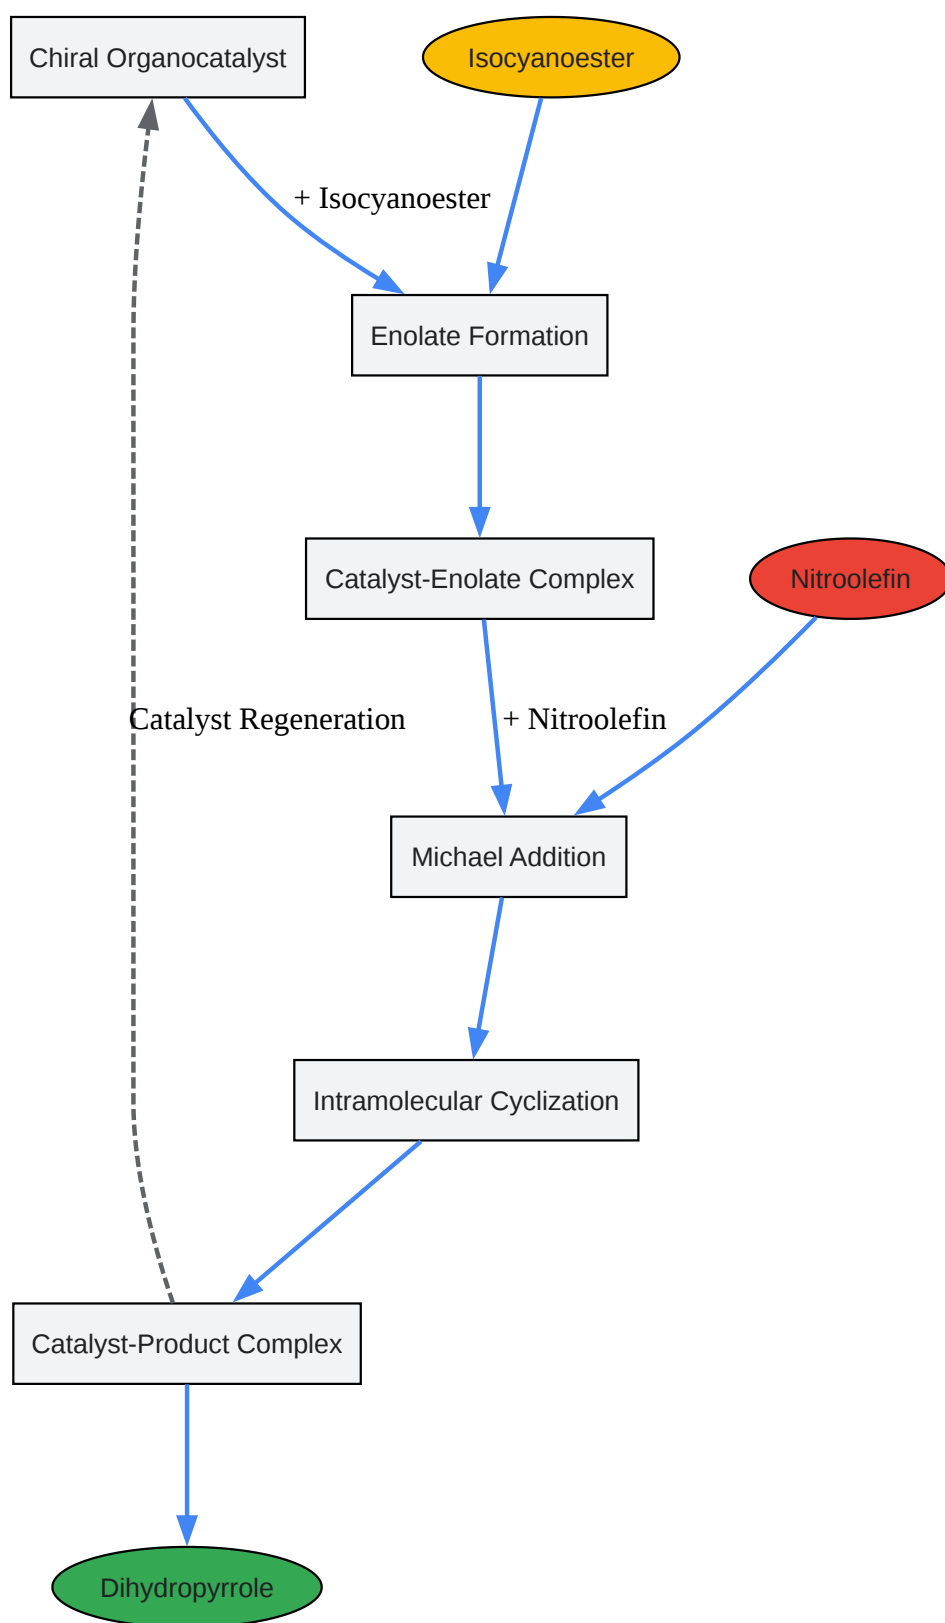 Chiral Organocatalyst
Isocyanoester
+ Isocyanoester
Enolate Formation
Catalyst-Enolate Complex
Nitroolefin
Catalyst Regeneration
+ Nitroolefin
Michael Addition
Intramolecular Cyclization
Catalyst-Product Complex
Dihydropyrrole